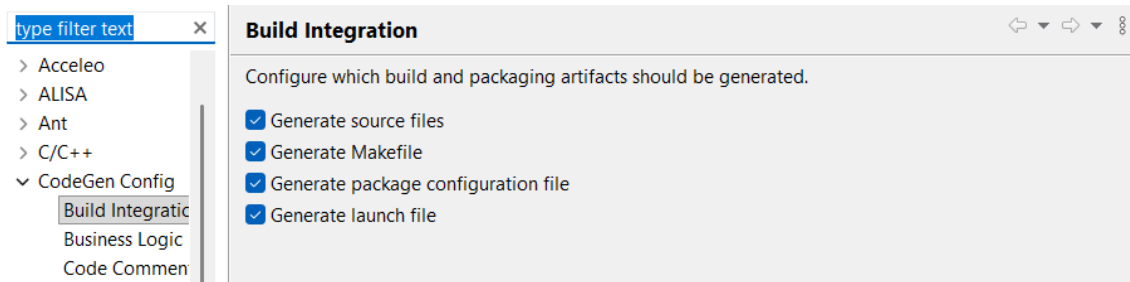 type filter text
Acceleo
ALISA
Ant
C/C++
CodeGen Config
Build Integratic
Business Logic
Code Commen
Build Integration
Configure which build and packaging artifacts should be generated.
Generate source files
Generate Makefile
Generate package configuration file
Generate launch file